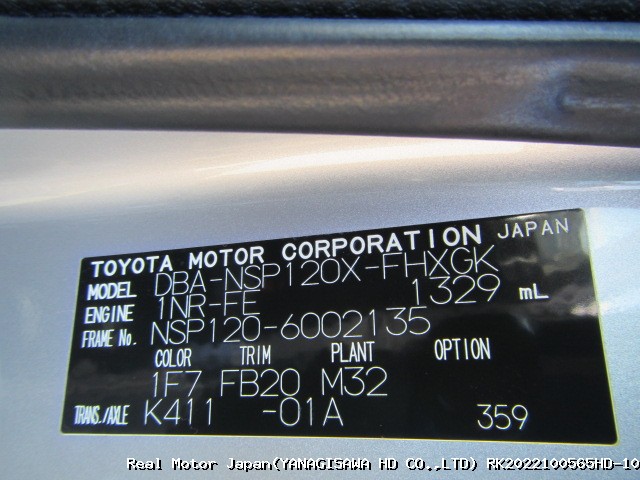 TOYOTA MOTOR CORPORATION JAPAN
MODEL DBA-NSP120X-FHXGK
ENGINE 1NR-FE 1329 mL
FRAME No. NSP120-6002135
COLOR TRIM PLANT OPTION
1F7 FB20 M32
TRANS./AXLE K411 -01A 359
Real Motor Japan(YANAGISAWA HD CO.,LTD) RK2022100565HD-10